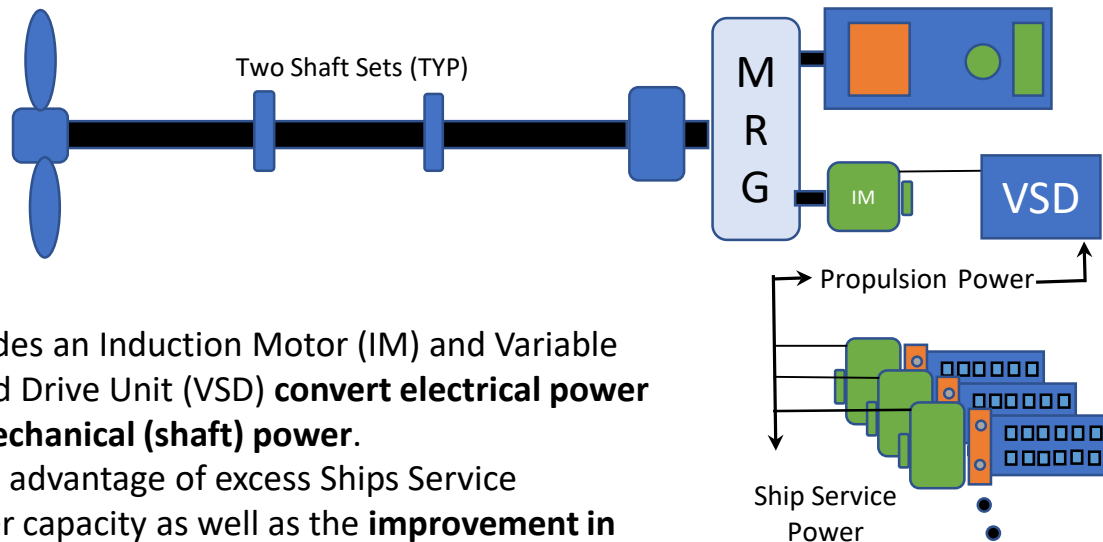 Two Shaft Sets (TYP)
M
R
G
IM
VSD
Propulsion Power
des an Induction Motor (IM) and Variable
d Drive Unit (VSD) convert electrical power
echanical (shaft) power.
advantage of excess Ships Service
r capacity as well as the improvement in
Ship Service
Power